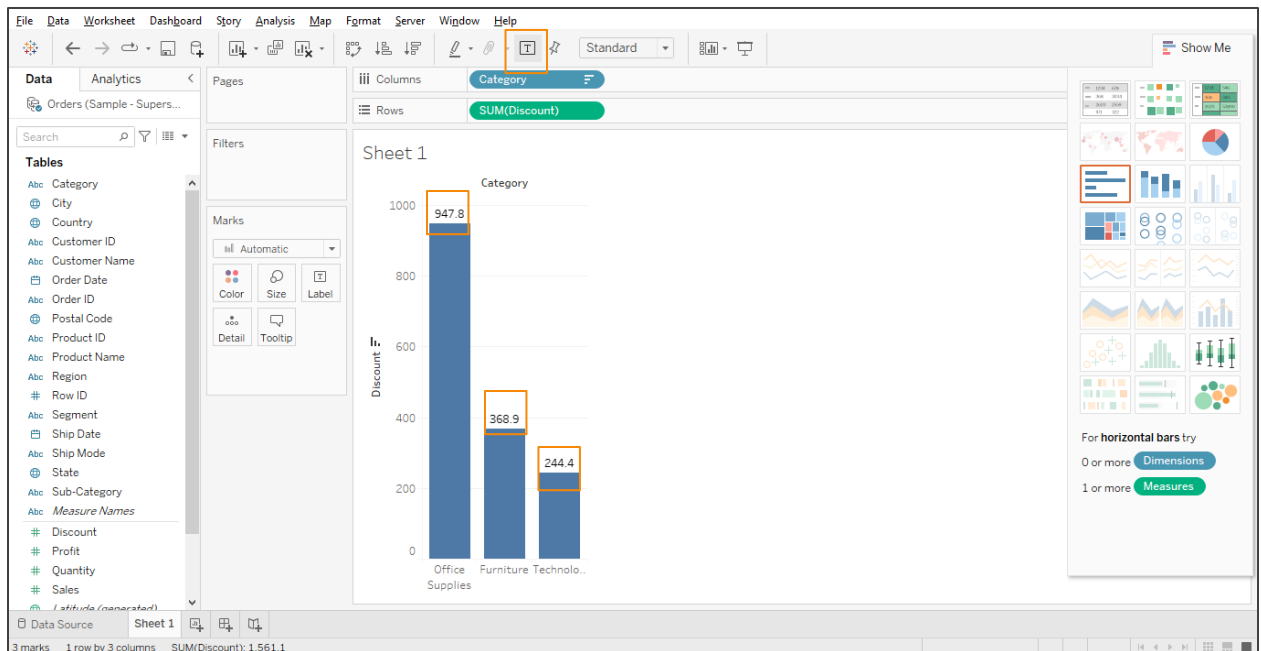 File Data Worksheet Dashboard Story Analysis Map Format Server Window Help
Standard
Show Me
Data Analytics
Orders (Sample - Supers...
Search
Tables
Abc Category
City
Country
Abc Customer ID
Abc Customer Name
Order Date
Abc Order ID
Postal Code
Abc Product ID
Abc Product Name
Abc Region
# Row ID
Abc Segment
Ship Date
Abc Ship Mode
State
Abc Sub-Category
Abc Measure Names
# Discount
# Profit
# Quantity
# Sales
Latitude (generated)
Pages
Filters
Marks
Automatic
Color Size Label
Detail Tooltip
Columns Category
Rows SUM(Discount)
Sheet 1
Category
1000
800
600
400
200
0
Discount
947.8
368.9
244.4
Office Supplies
Furniture
Technolo..
For horizontal bars try
0 or more Dimensions
1 or more Measures
Data Source Sheet 1
3 marks 1 row by 3 columns SUM(Discount): 1,561.1